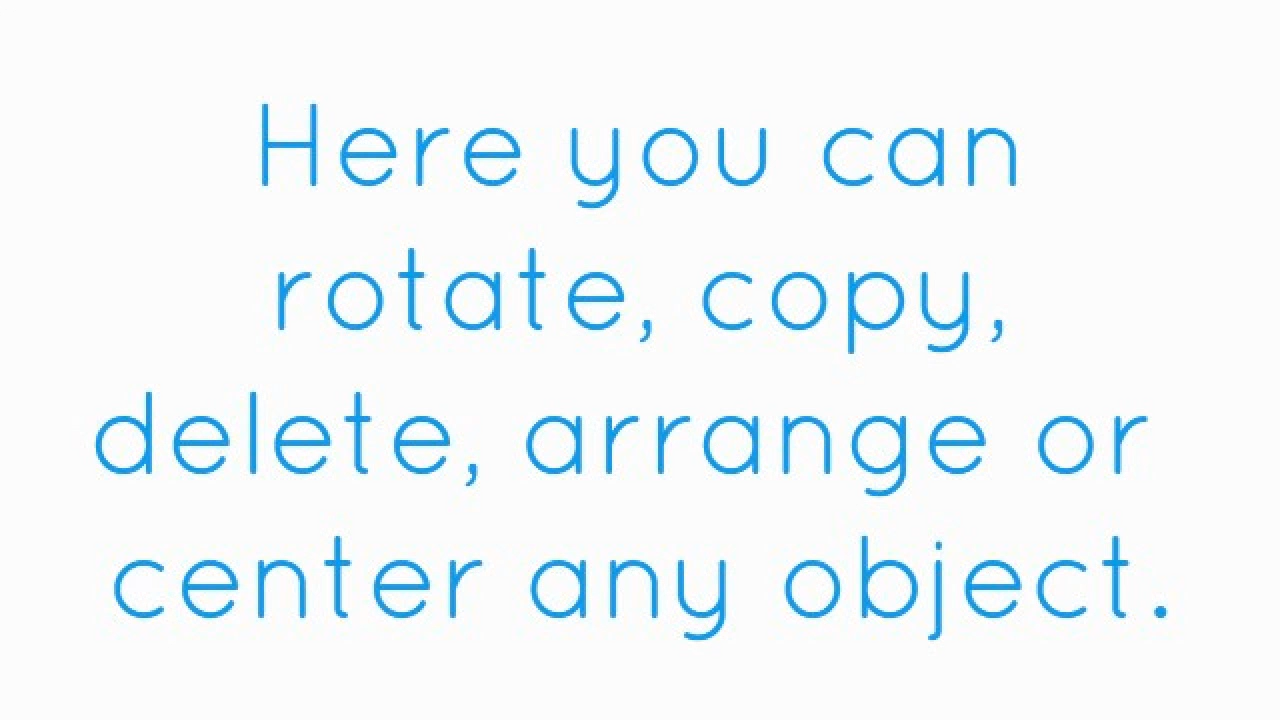 Here you can
rotate, copy,
delete, arrange or
center any object.